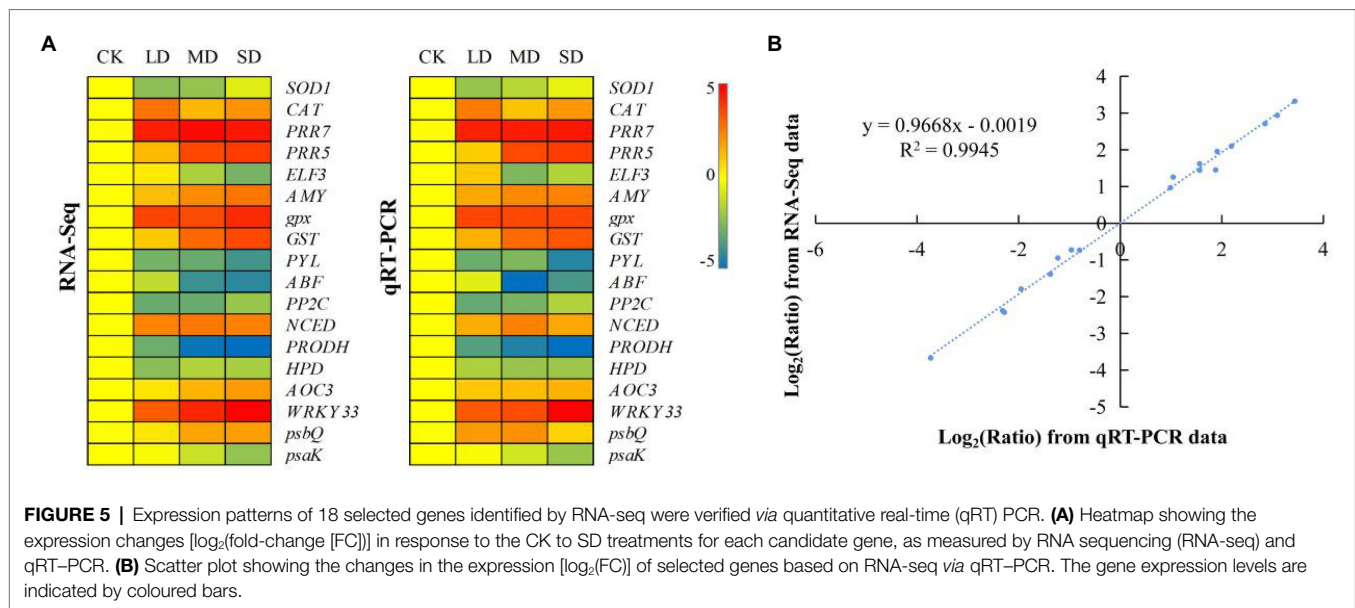 A
CK LD MD SD
RNA-Seq
SOD1
CAT
PRR7
PRR5
ELF3
AMY
gpx
GST
PYL
ABF
PP2C
NCED
PRODH
HPD
AOC3
WRKY33
psbQ
psaK
CK LD MD SD
qRT-PCR
SOD1
CAT
PRR7
PRR5
ELF3
AMY
gpx
GST
PYL
ABF
PP2C
NCED
PRODH
HPD
AOC3
WRKY33
psbQ
psaK
5
0
-5
B
y = 0.9668x - 0.0019
R² = 0.9945
Log₂(Ratio) from RNA-Seq data
4
3
2
1
0
-1
-2
-3
-4
-5
-6 -4 -2 0 2 4
Log₂(Ratio) from qRT-PCR data
FIGURE 5 | Expression patterns of 18 selected genes identified by RNA-seq were verified via quantitative real-time (qRT) PCR. (A) Heatmap showing the
expression changes [log₂(fold-change [FC])] in response to the CK to SD treatments for each candidate gene, as measured by RNA sequencing (RNA-seq) and
qRT–PCR. (B) Scatter plot showing the changes in the expression [log₂(FC)] of selected genes based on RNA-seq via qRT–PCR. The gene expression levels are
indicated by coloured bars.